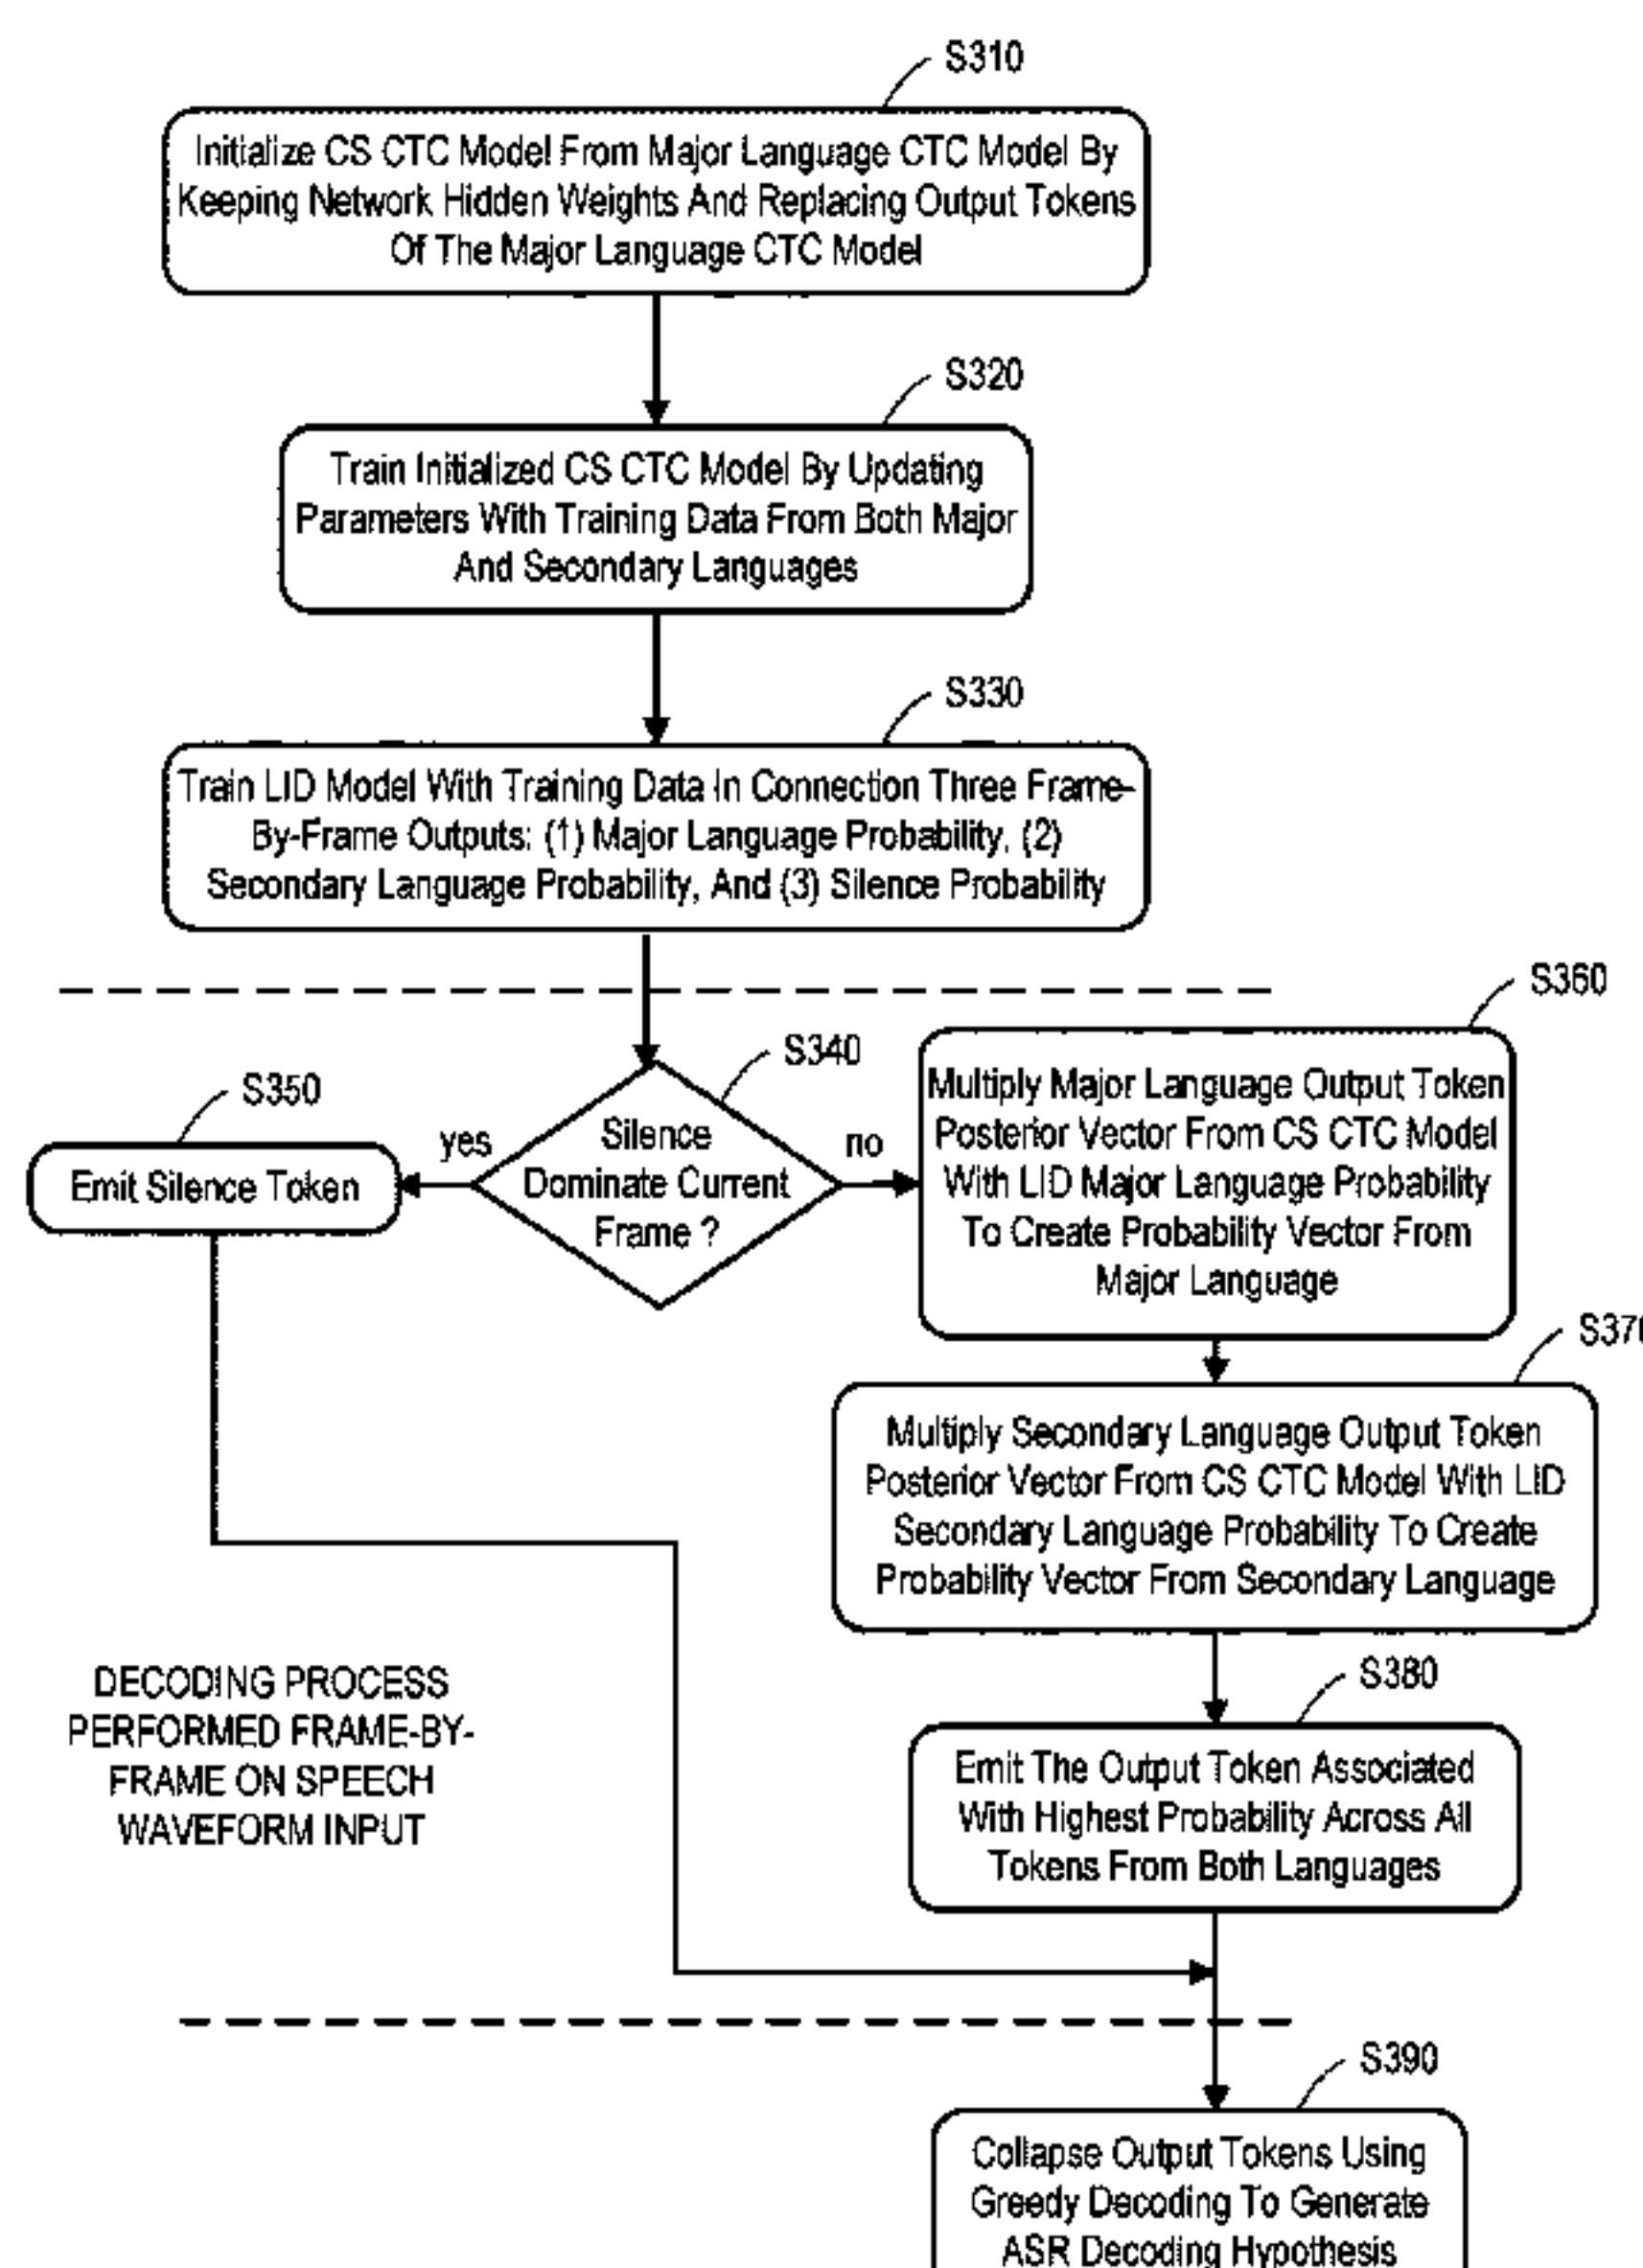 S310
Initialize CS CTC Model From Major Language CTC Model By
Keeping Network Hidden Weights And Replacing Output Tokens
Of The Major Language CTC Model
S320
Train Initialized CS CTC Model By Updating
Parameters With Training Data From Both Major
And Secondary Languages
S330
Train LID Model With Training Data In Connection Three Frame-
By-Frame Outputs: (1) Major Language Probability, (2)
Secondary Language Probability, And (3) Silence Probability
S340
Silence
Dominate Current
Frame ?
yes
no
S350
Emit Silence Token
S360
Multiply Major Language Output Token
Posterior Vector From CS CTC Model
With LID Major Language Probability
To Create Probability Vector From
Major Language
S370
Multiply Secondary Language Output Token
Posterior Vector From CS CTC Model With LID
Secondary Language Probability To Create
Probability Vector From Secondary Language
DECODING PROCESS
PERFORMED FRAME-BY-
FRAME ON SPEECH
WAVEFORM INPUT
S380
Emit The Output Token Associated
With Highest Probability Across All
Tokens From Both Languages
S390
Collapse Output Tokens Using
Greedy Decoding To Generate
ASR Decoding Hypothesis